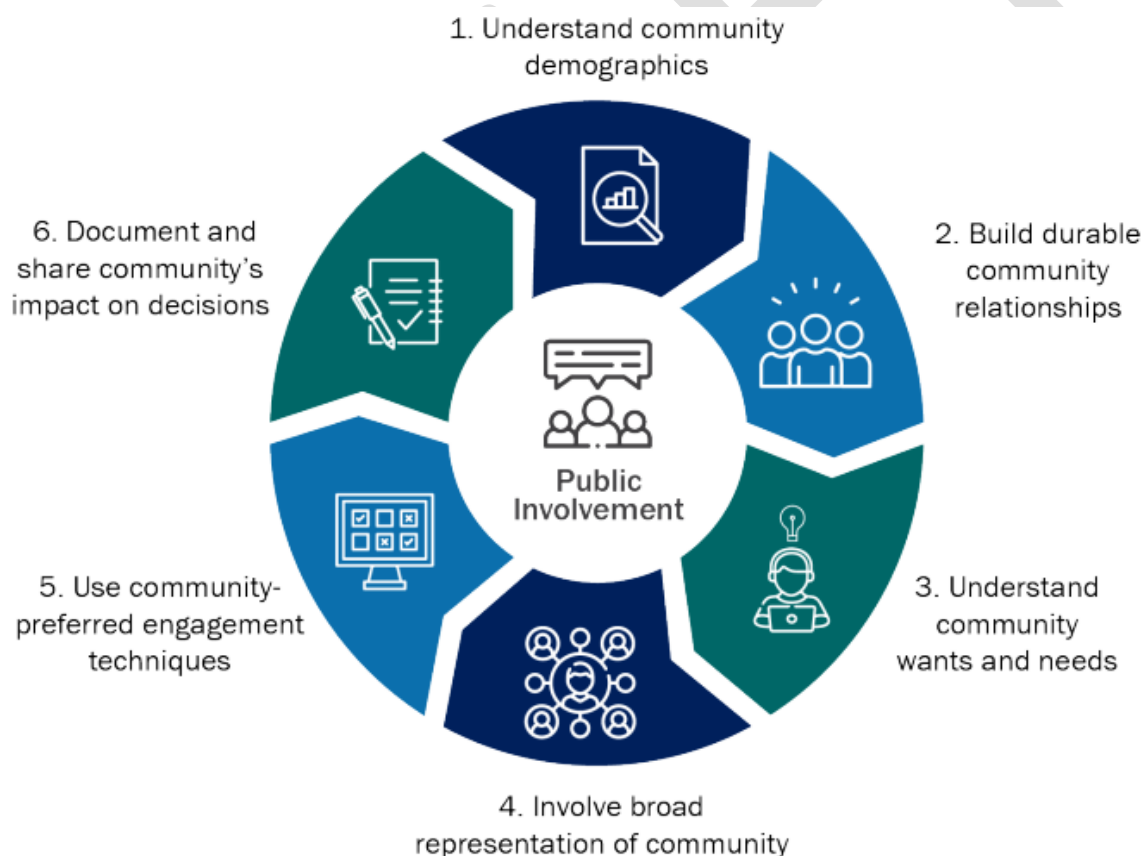 1. Understand community
demographics
2. Build durable
community
relationships
3. Understand
community
wants and needs
4. Involve broad
representation of community
5. Use community-
preferred engagement
techniques
6. Document and
share community’s
impact on decisions
Public
Involvement